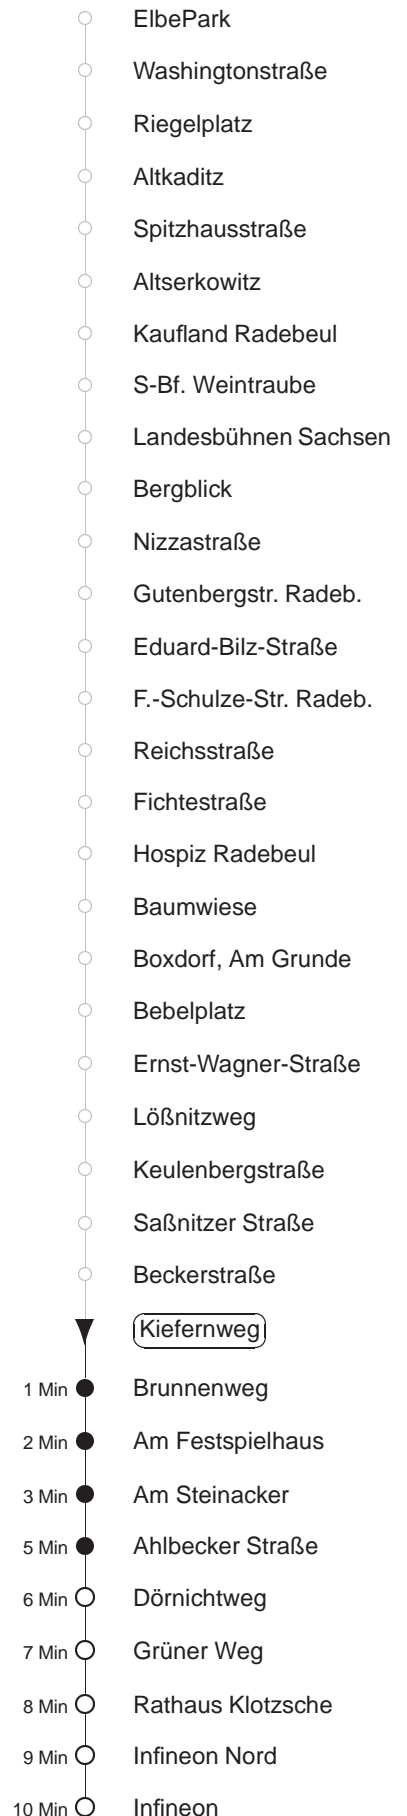 ElbePark
Washingtonstraße
Riegelplatz
Altkaditz
Spitzhausstraße
Altserkowitz
Kaufland Radebeul
S-Bf. Weintraube
Landesbühnen Sachsen
Bergblick
Nizzastraße
Gutenbergstr. Radeb.
Eduard-Bilz-Straße
F.-Schulze-Str. Radeb.
Reichsstraße
Fichtestraße
Hospiz Radebeul
Baumwiese
Boxdorf, Am Grunde
Bebelplatz
Ernst-Wagner-Straße
Lößnitzweg
Keulenbergstraße
Saßnitzer Straße
Beckerstraße
Kiefernweg
1 Min Brunnenweg
2 Min Am Festspielhaus
3 Min Am Steinacker
5 Min Ahlbecker Straße
6 Min Dörnichtweg
7 Min Grüner Weg
8 Min Rathaus Klotzsche
9 Min Infineon Nord
10 Min Infineon